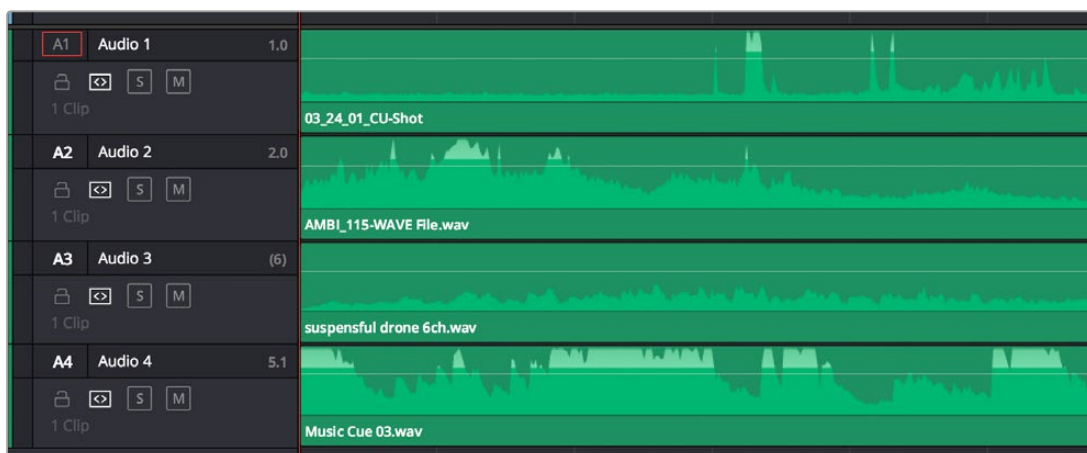 A1 Audio 1 1.0
S M
1 Clip
03_24_01_CU-Shot
A2 Audio 2 2.0
S M
1 Clip
AMBI_115-WAVE File.wav
A3 Audio 3 (6)
S M
1 Clip
suspensful drone 6ch.wav
A4 Audio 4 5.1
S M
1 Clip
Music Cue 03.wav